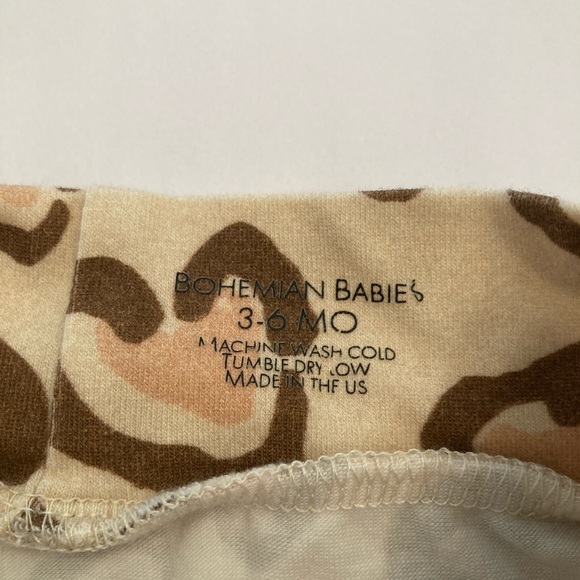 BOHEMIAN BABIES
3-6 MO
MACHINE WASH COLD
TUMBLE DRY LOW
MADE IN THE US